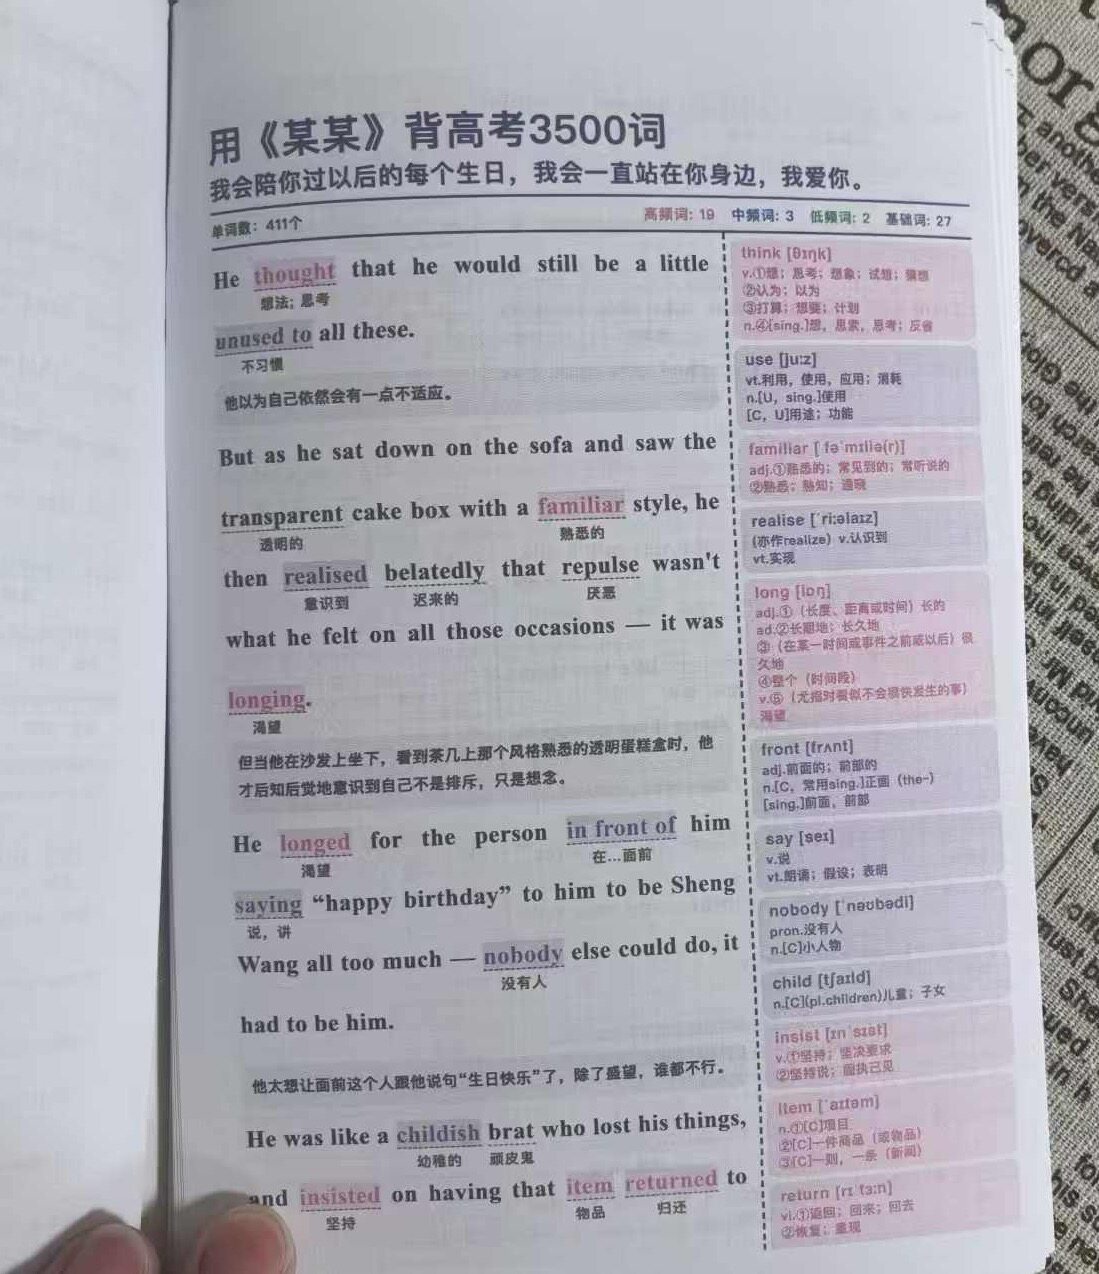 用《某某》背高考3500词
我会陪你过以后的每个生日，我会一直站在你身边，我爱你。
单词数：411个
高频词: 19 中频词: 3 低频词: 2 基础词: 27
He thought that he would still be a little
想法; 思考
unused to all these.
不习惯
他以为自己依然会有一点不适应。
But as he sat down on the sofa and saw the
transparent cake box with a familiar style, he
透明的 熟悉的
then realised belatedly that repulse wasn't
意识到 迟来的 厌恶
what he felt on all those occasions — it was
longing.
渴望
但当他在沙发上坐下，看到茶几上那个风格熟悉的透明蛋糕盒时，他
才后知后觉地意识到自己不是排斥，只是想念。
He longed for the person in front of him
渴望 在...面前
saying “happy birthday” to him to be Sheng
说，讲
Wang all too much — nobody else could do, it
没有人
had to be him.
他太想让面前这个人跟他说句“生日快乐”了，除了盛望，谁都不行。
He was like a childish brat who lost his things,
幼稚的 顽皮鬼
and insisted on having that item returned to
坚持 物品 归还
think [θɪŋk]
v.①想；思考；想象；试想；猜想
②认为；以为
③打算；想要；计划
n.④[sing.]想，思索，思考；反省
use [juːz]
vt.利用，使用，应用；消耗
n.[U，sing.]使用
[C，U]用途；功能
familiar [ fəˈmɪliə(r)]
adj.①熟悉的；常见到的；常听说的
②熟悉；熟知；通晓
realise [ˈriːəlaɪz]
(亦作realize）v.认识到
vt.实现
long [lɒŋ]
adj.①（长度、距离或时间）长的
ad.②长期地；长久地
③（在某一时间或事件之前或以后）很
久地
④整个（时间段）
v.⑤（尤指对看似不会很快发生的事）
渴望
front [frʌnt]
adj.前面的；前部的
n.[C，常用sing.]正面（the-）
[sing.]前面，前部
say [seɪ]
v.说
vt.朗诵；假设；表明
nobody [ˈnəʊbədi]
pron.没有人
n.[C]小人物
child [tʃaɪld]
n.[C](pl.children)儿童；子女
insist [ɪnˈsɪst]
v.①坚持；坚决要求
②坚持说；固执己见
item [ˈaɪtəm]
n.①[C]项目
②[C]一件商品（或物品）
③[C]一则，一条（新闻）
return [rɪˈtɜːn]
vi.①返回；回来；回去
②恢复；重现